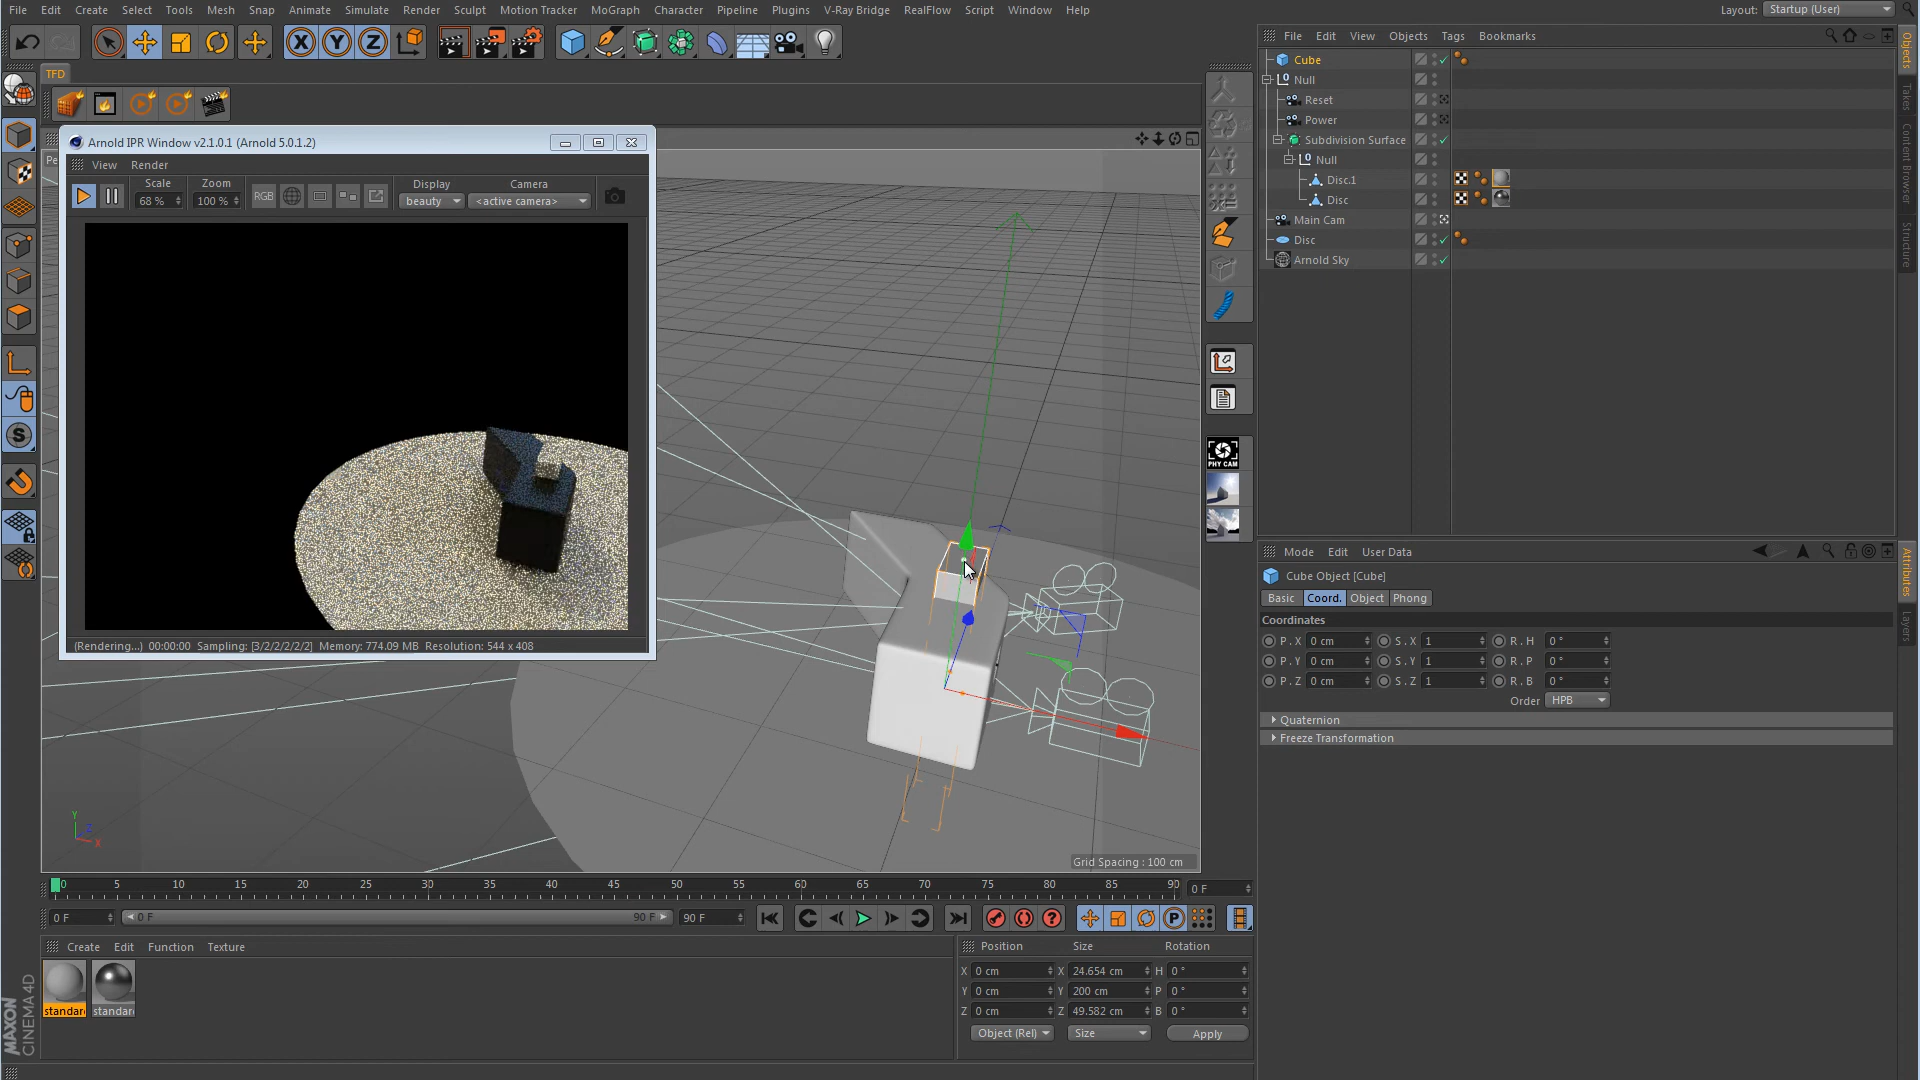 File Edit Create Select Tools Mesh Snap Animate Simulate Render Sculpt Motion Tracker MoGraph Character Pipeline Plugins V-Ray Bridge RealFlow Script Window Help
Layout: Startup (User)
X Y Z
File Edit View Objects Tags Bookmarks
TFD
Cube
Null
Reset
Power
Subdivision Surface
Null
Disc.1
Disc
Main Cam
Disc
Arnold Sky
Objects
Takes
Content Browser
Structure
Arnold IPR Window v2.1.0.1 (Arnold 5.0.1.2)
View Render
Scale Zoom Display Camera
68 % 100 % RGB beauty <active camera>
(Rendering...) 00:00:00 Sampling: [3/2/2/2/2/2] Memory: 774.09 MB Resolution: 544 x 408
PHY CAM
Y
Z
X
Grid Spacing : 100 cm
Mode Edit User Data
Cube Object [Cube]
Basic Coord. Object Phong
Coordinates
P . X 0 cm S . X 1 R . H 0 °
P . Y 0 cm S . Y 1 R . P 0 °
P . Z 0 cm S . Z 1 R . B 0 °
Order HPB
Quaternion
Freeze Transformation
Attributes
Layers
0 5 10 15 20 25 30 35 40 45 50 55 60 65 70 75 80 85 90 0 F
0 F 0 F 90 F 90 F
Create Edit Function Texture
standar standar
Position Size Rotation
X 0 cm X 24.654 cm H 0 °
Y 0 cm Y 200 cm P 0 °
Z 0 cm Z 49.582 cm B 0 °
Object (Rel) Size Apply
MAXON
CINEMA 4D